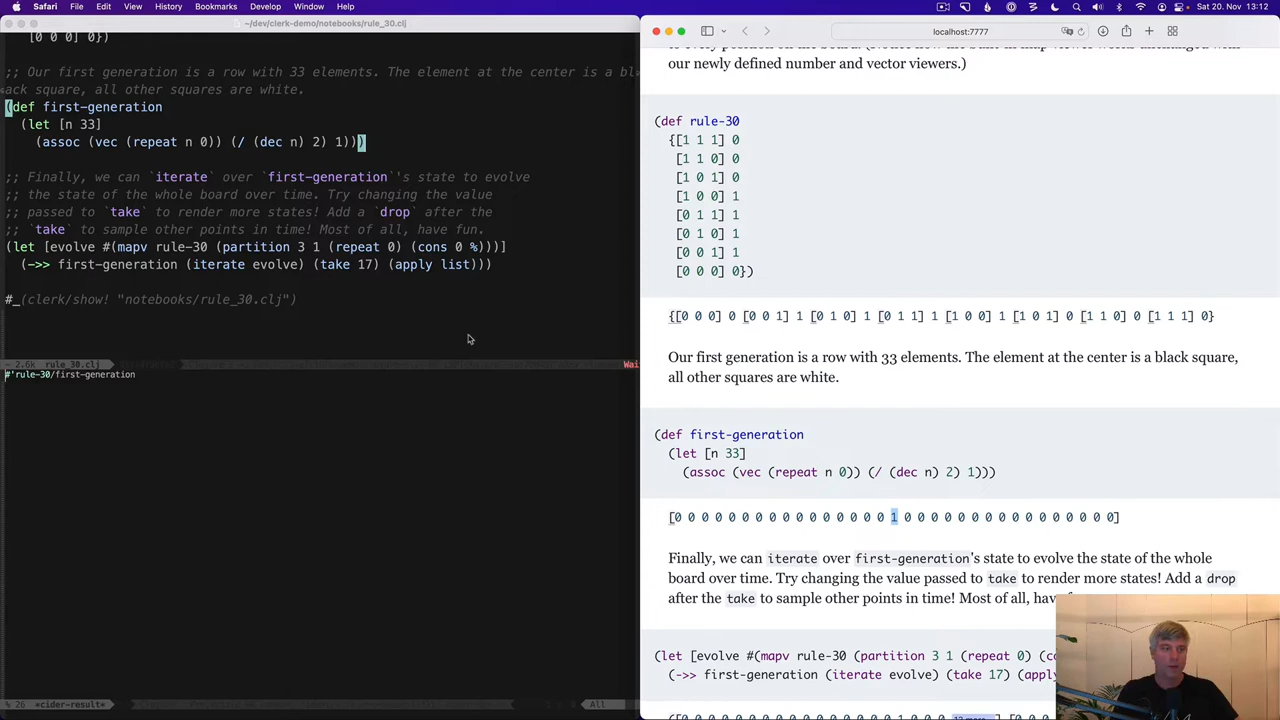 Safari File Edit View History Bookmarks Develop Window Help
Sat 20. Nov 13:12
~/dev/clerk-demo/notebooks/rule_30.clj
[0 0 0] 0})
;; Our first generation is a row with 33 elements. The element at the center is a bl
ack square, all other squares are white.
(def first-generation
(let [n 33]
(assoc (vec (repeat n 0)) (/ (dec n) 2) 1)))
;; Finally, we can `iterate` over `first-generation`'s state to evolve
;; the state of the whole board over time. Try changing the value
;; passed to `take` to render more states! Add a `drop` after the
;; `take` to sample other points in time! Most of all, have fun.
(let [evolve #(mapv rule-30 (partition 3 1 (repeat 0) (cons 0 %)))]
(->> first-generation (iterate evolve) (take 17) (apply list)))
#_(clerk/show! "notebooks/rule_30.clj")
~ 2.6k rule_30.clj
Wai
#'rule-30/first-generation
% 26 *cider-result*
All
localhost:7777
our newly defined number and vector viewers.)
(def rule-30
{[1 1 1] 0
[1 1 0] 0
[1 0 1] 0
[1 0 0] 1
[0 1 1] 1
[0 1 0] 1
[0 0 1] 1
[0 0 0] 0})
{[0 0 0] 0 [0 0 1] 1 [0 1 0] 1 [0 1 1] 1 [1 0 0] 1 [1 0 1] 0 [1 1 0] 0 [1 1 1] 0}
Our first generation is a row with 33 elements. The element at the center is a black square,
all other squares are white.
(def first-generation
(let [n 33]
(assoc (vec (repeat n 0)) (/ (dec n) 2) 1)))
[0 0 0 0 0 0 0 0 0 0 0 0 0 0 0 0 1 0 0 0 0 0 0 0 0 0 0 0 0 0 0 0 0]
Finally, we can iterate over first-generation's state to evolve the state of the whole
board over time. Try changing the value passed to take to render more states! Add a drop
after the take to sample other points in time! Most of all, have
(let [evolve #(mapv rule-30 (partition 3 1 (repeat 0) (co
(->> first-generation (iterate evolve) (take 17) (apply